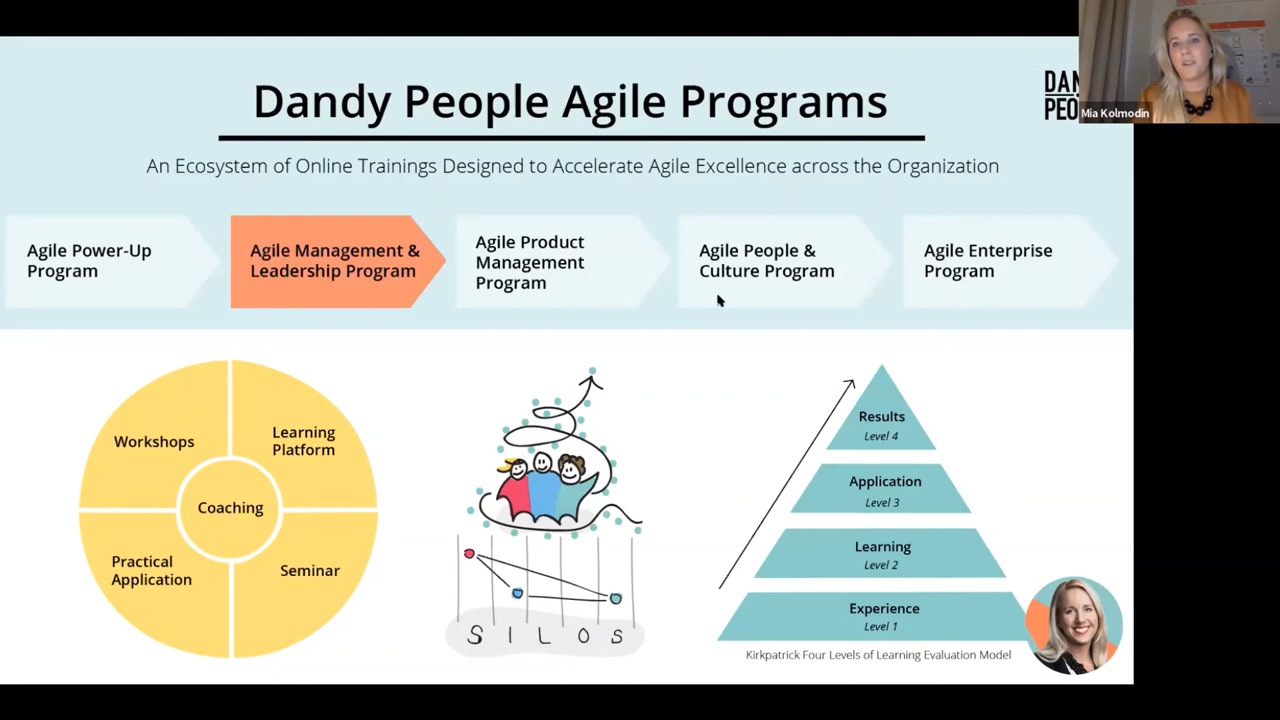 Dandy People Agile Programs
DAN
PEO
Mia Kolmodin
An Ecosystem of Online Trainings Designed to Accelerate Agile Excellence across the Organization
Agile Power-Up
Program
Agile Management &
Leadership Program
Agile Product
Management
Program
Agile People &
Culture Program
Agile Enterprise
Program
Workshops
Learning
Platform
Coaching
Practical
Application
Seminar
SILOS
Results
Level 4
Application
Level 3
Learning
Level 2
Experience
Level 1
Kirkpatrick Four Levels of Learning Evaluation Model